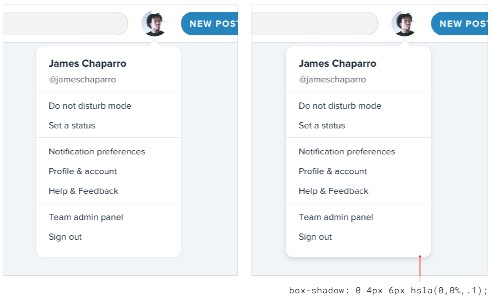 NEW POST
James Chaparro
@jameschaparro
Do not disturb mode
Set a status
Notification preferences
Profile & account
Help & Feedback
Team admin panel
Sign out
NEW POST
James Chaparro
@jameschaparro
Do not disturb mode
Set a status
Notification preferences
Profile & account
Help & Feedback
Team admin panel
Sign out
box-shadow: 0 4px 6px hsla(0,0%,.1);